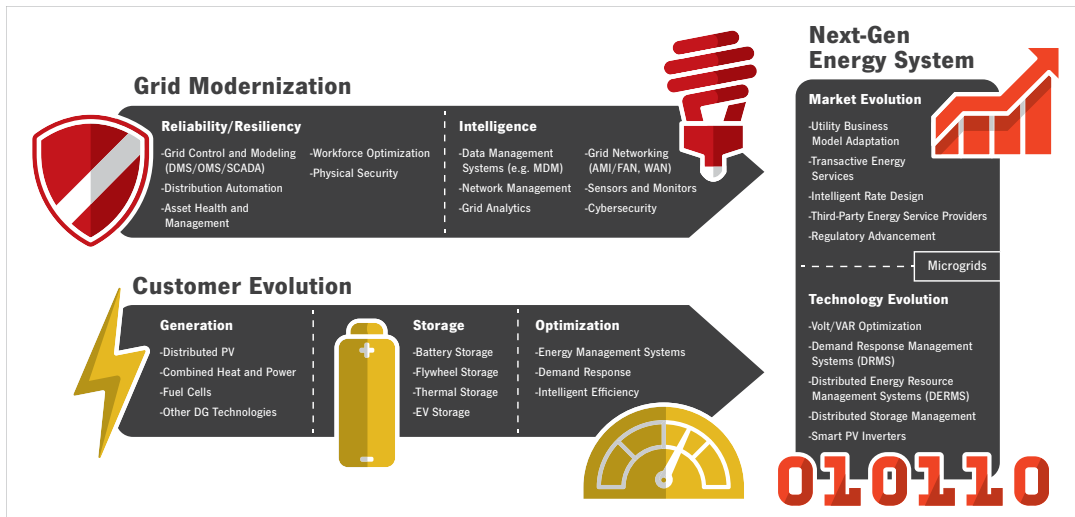 Grid Modernization
Reliability/Resiliency
-Grid Control and Modeling
(DMS/OMS/SCADA)
-Distribution Automation
-Asset Health and
Management
-Workforce Optimization
-Physical Security
Intelligence
-Data Management
Systems (e.g. MDM)
-Network Management
-Grid Analytics
-Grid Networking
(AMI/FAN, WAN)
-Sensors and Monitors
-Cybersecurity
Customer Evolution
Generation
-Distributed PV
-Combined Heat and Power
-Fuel Cells
-Other DG Technologies
Storage
-Battery Storage
-Flywheel Storage
-Thermal Storage
-EV Storage
Optimization
-Energy Management Systems
-Demand Response
-Intelligent Efficiency
Next-Gen
Energy System
Market Evolution
-Utility Business
Model Adaptation
-Transactive Energy
Services
-Intelligent Rate Design
-Third-Party Energy Service Providers
-Regulatory Advancement
Microgrids
Technology Evolution
-Volt/VAR Optimization
-Demand Response Management
Systems (DRMS)
-Distributed Energy Resource
Management Systems (DERMS)
-Distributed Storage Management
-Smart PV Inverters
010110